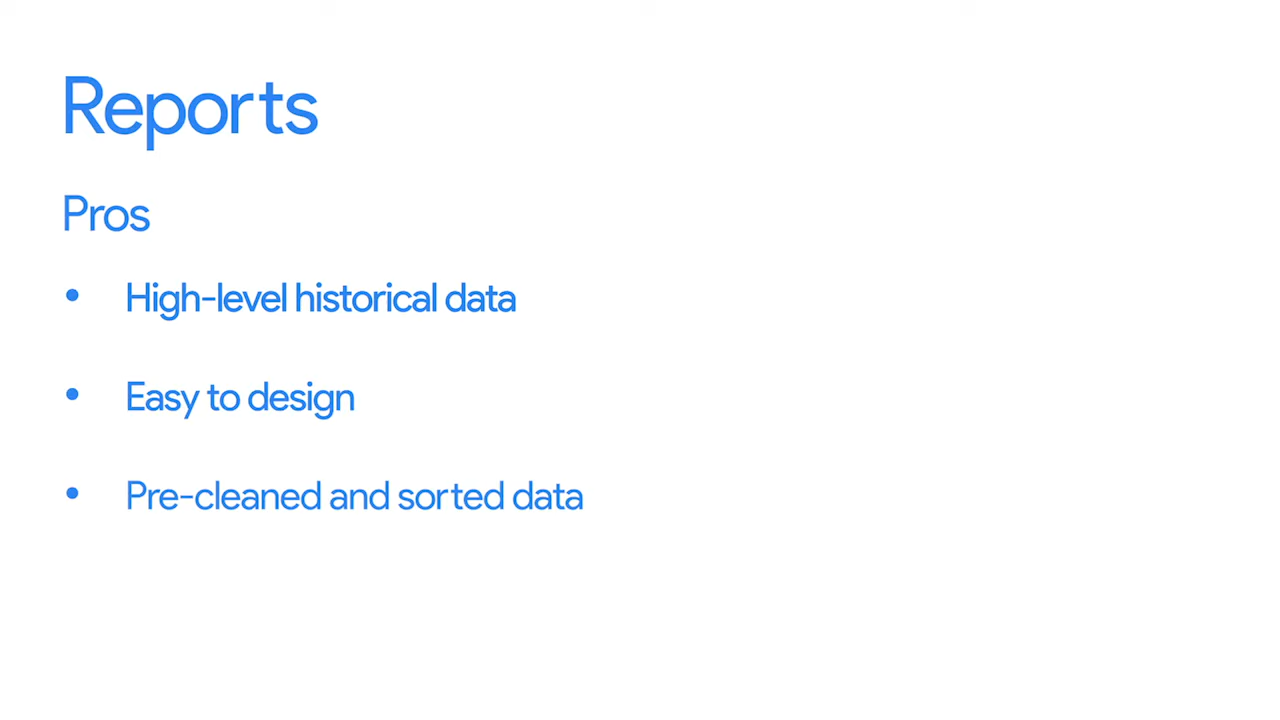 Reports
Pros
• High-level historical data
• Easy to design
• Pre-cleaned and sorted data